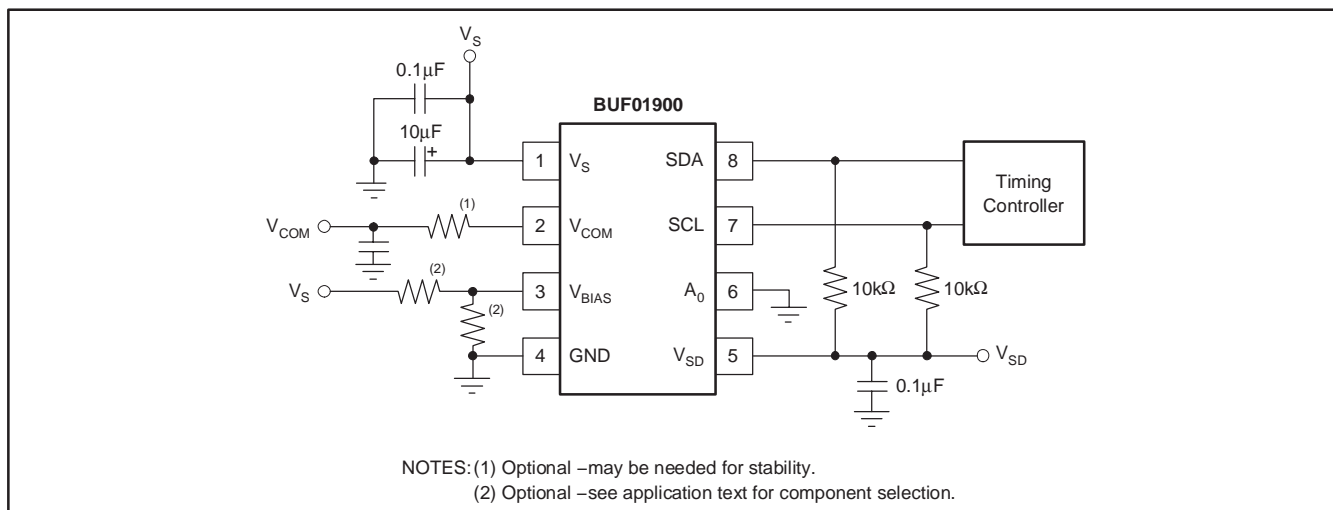 V_S
0.1μF
BUF01900
10μF
+
1 V_S SDA 8
Timing
Controller
V_COM (1) 2 V_COM SCL 7
V_S (2) 3 V_BIAS A_0 6 10kΩ 10kΩ
(2)
4 GND V_SD 5 V_SD
0.1μF
NOTES: (1) Optional −may be needed for stability.
(2) Optional −see application text for component selection.